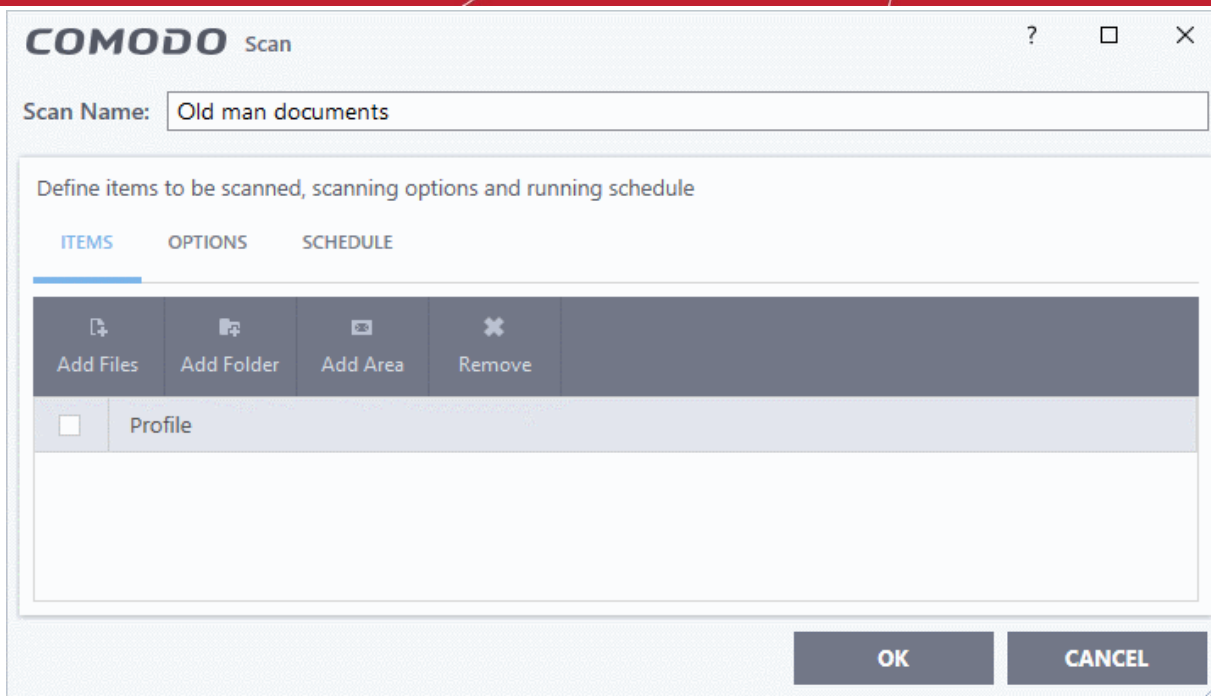 COMODO Scan ?
Scan Name: Old man documents
Define items to be scanned, scanning options and running schedule
ITEMS OPTIONS SCHEDULE
Add Files Add Folder Add Area Remove
Profile
OK CANCEL